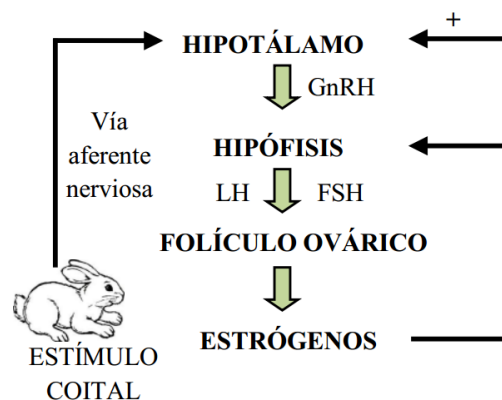 +
HIPOTÁLAMO
GnRH
Vía
aferente
nerviosa
HIPÓFISIS
LH FSH
FOLÍCULO OVÁRICO
ESTRÓGENOS
ESTÍMULO
COITAL